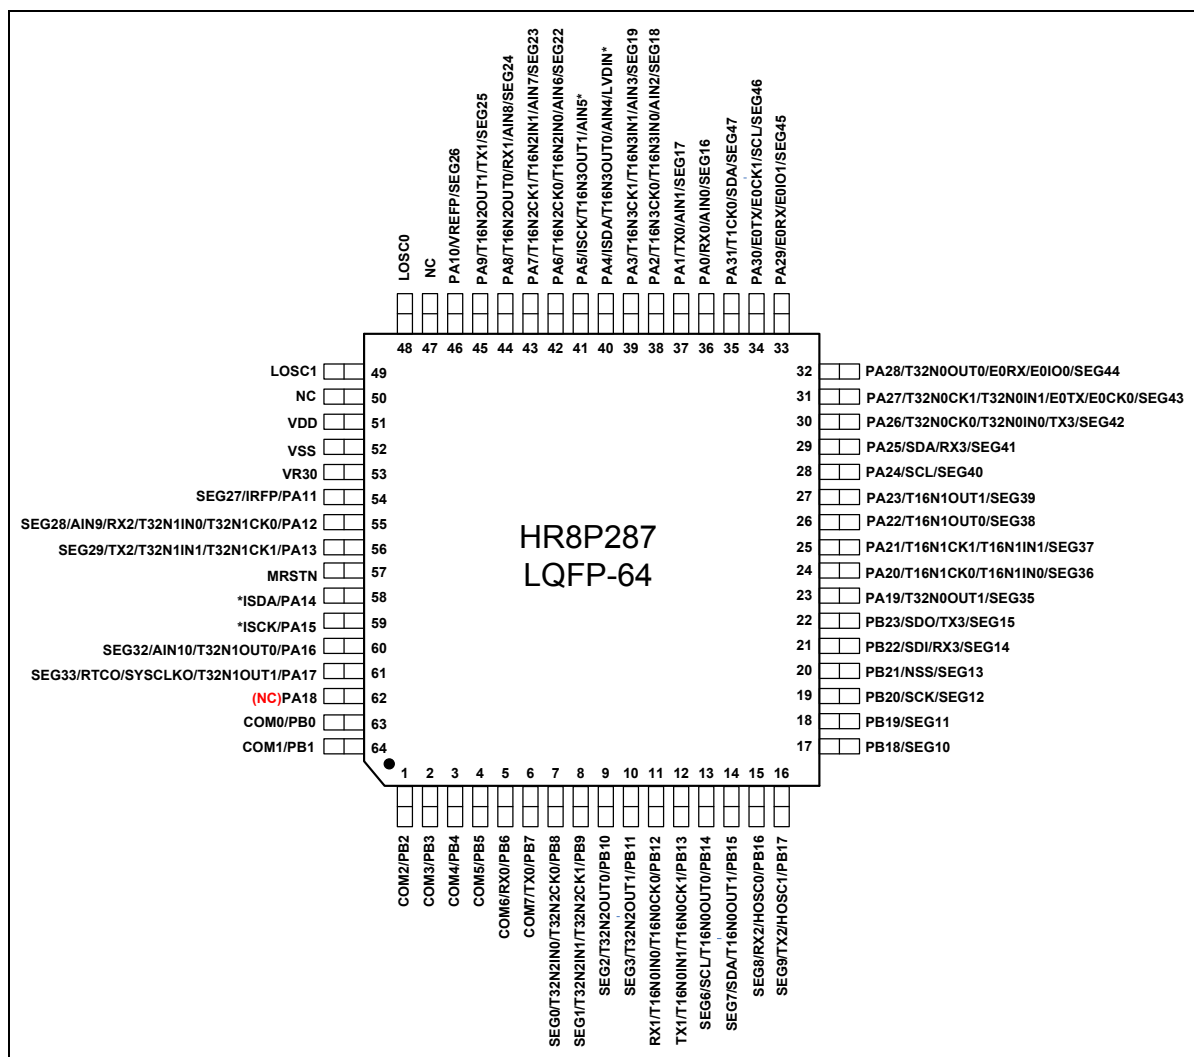 LOSC0
NC
PA10/VREFP/SEG26
PA9/T16N2OUT1/TX1/SEG25
PA8/T16N2OUT0/RX1/AIN8/SEG24
PA7/T16N2CK1/T16N2IN1/AIN7/SEG23
PA6/T16N2CK0/T16N2IN0/AIN6/SEG22
PA5/ISCK/T16N3OUT1/AIN5*
PA4/ISDA/T16N3OUT0/AIN4/LVDIN*
PA3/T16N3CK1/T16N3IN1/AIN3/SEG19
PA2/T16N3CK0/T16N3IN0/AIN2/SEG18
PA1/TX0/AIN1/SEG17
PA0/RX0/AIN0/SEG16
PA31/T1CK0/SDA/SEG47
PA30/E0TX/E0CK1/SCL/SEG46
PA29/E0RX/E0IO1/SEG45
48 47 46 45 44 43 42 41 40 39 38 37 36 35 34 33
LOSC1 49
NC 50
VDD 51
VSS 52
VR30 53
SEG27/IRFP/PA11 54
SEG28/AIN9/RX2/T32N1IN0/T32N1CK0/PA12 55
SEG29/TX2/T32N1IN1/T32N1CK1/PA13 56
MRSTN 57
*ISDA/PA14 58
*ISCK/PA15 59
SEG32/AIN10/T32N1OUT0/PA16 60
SEG33/RTCO/SYSCLKO/T32N1OUT1/PA17 61
(NC)PA18 62
COM0/PB0 63
COM1/PB1 64
HR8P287
LQFP-64
32 PA28/T32N0OUT0/E0RX/E0IO0/SEG44
31 PA27/T32N0CK1/T32N0IN1/E0TX/E0CK0/SEG43
30 PA26/T32N0CK0/T32N0IN0/TX3/SEG42
29 PA25/SDA/RX3/SEG41
28 PA24/SCL/SEG40
27 PA23/T16N1OUT1/SEG39
26 PA22/T16N1OUT0/SEG38
25 PA21/T16N1CK1/T16N1IN1/SEG37
24 PA20/T16N1CK0/T16N1IN0/SEG36
23 PA19/T32N0OUT1/SEG35
22 PB23/SDO/TX3/SEG15
21 PB22/SDI/RX3/SEG14
20 PB21/NSS/SEG13
19 PB20/SCK/SEG12
18 PB19/SEG11
17 PB18/SEG10
1 2 3 4 5 6 7 8 9 10 11 12 13 14 15 16
COM2/PB2
COM3/PB3
COM4/PB4
COM5/PB5
COM6/RX0/PB6
COM7/TX0/PB7
SEG0/T32N2IN0/T32N2CK0/PB8
SEG1/T32N2IN1/T32N2CK1/PB9
SEG2/T32N2OUT0/PB10
SEG3/T32N2OUT1/PB11
RX1/T16N0IN0/T16N0CK0/PB12
TX1/T16N0IN1/T16N0CK1/PB13
SEG6/SCL/T16N0OUT0/PB14
SEG7/SDA/T16N0OUT1/PB15
SEG8/RX2/HOSC0/PB16
SEG9/TX2/HOSC1/PB17